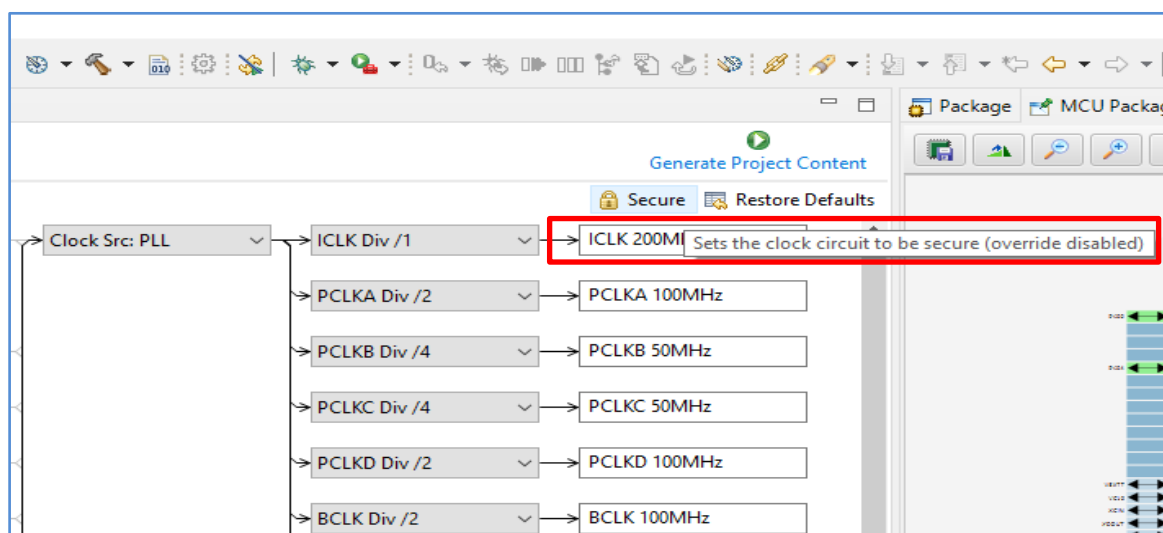 010
Package
MCU Packag
Generate Project Content
Secure
Restore Defaults
Clock Src: PLL
ICLK Div /1
ICLK 200M
Sets the clock circuit to be secure (override disabled)
PCLKA Div /2
PCLKA 100MHz
PCLKB Div /4
PCLKB 50MHz
PCLKC Div /4
PCLKC 50MHz
PCLKD Div /2
PCLKD 100MHz
BCLK Div /2
BCLK 100MHz